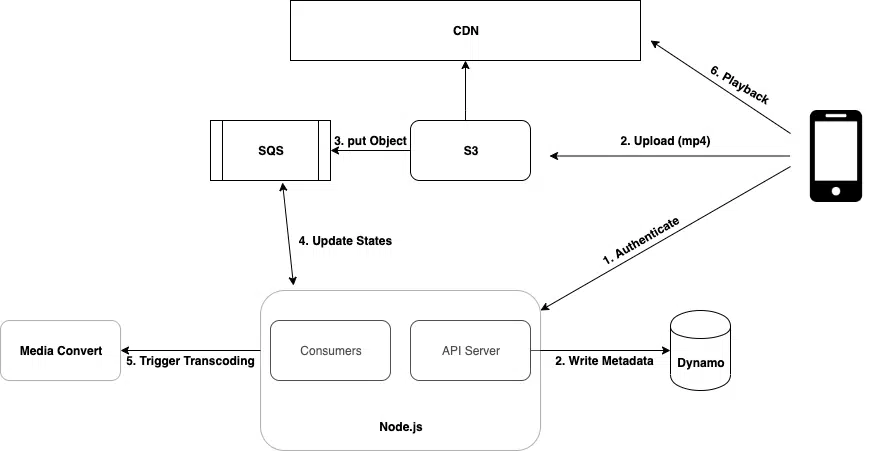 CDN
6. Playback
SQS
3. put Object
S3
2. Upload (mp4)
4. Update States
1. Authenticate
Media Convert
5. Trigger Transcoding
Consumers
API Server
2. Write Metadata
Dynamo
Node.js